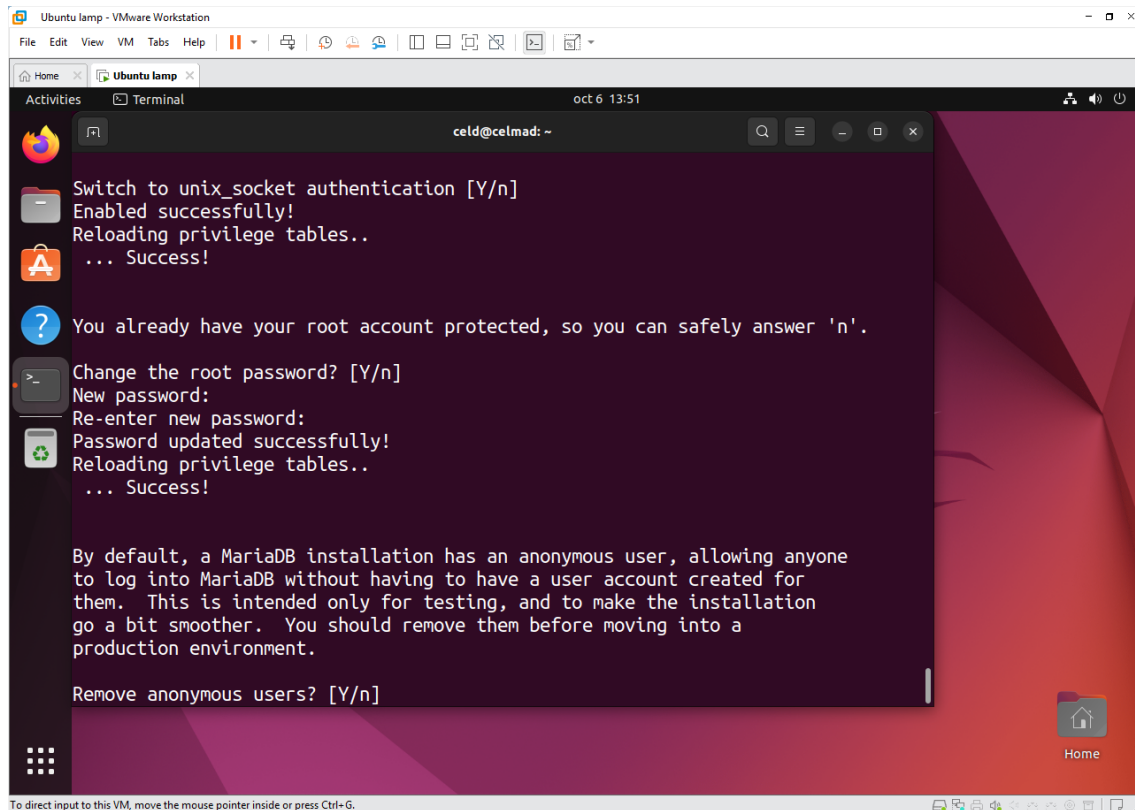 Ubuntu lamp - VMware Workstation
File Edit View VM Tabs Help
Home Ubuntu lamp
Activities Terminal oct 6 13:51
celd@celmad: ~
Switch to unix_socket authentication [Y/n]
Enabled successfully!
Reloading privilege tables..
... Success!
You already have your root account protected, so you can safely answer 'n'.
Change the root password? [Y/n]
New password:
Re-enter new password:
Password updated successfully!
Reloading privilege tables..
... Success!
By default, a MariaDB installation has an anonymous user, allowing anyone
to log into MariaDB without having to have a user account created for
them.  This is intended only for testing, and to make the installation
go a bit smoother.  You should remove them before moving into a
production environment.
Remove anonymous users? [Y/n]
Home
To direct input to this VM, move the mouse pointer inside or press Ctrl+G.